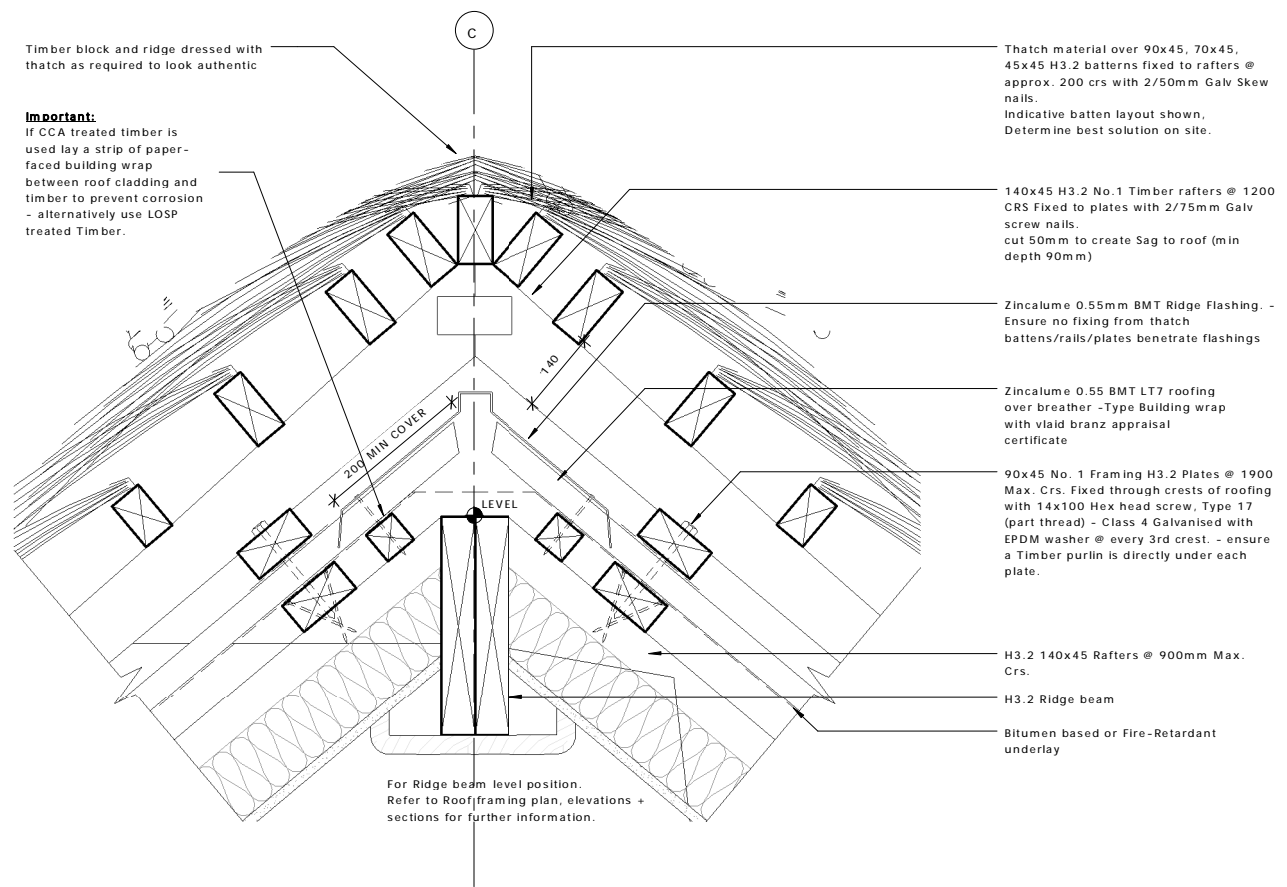 C
Timber block and ridge dressed with
thatch as required to look authentic
Important:
If CCA treated timber is
used lay a strip of paper-
faced building wrap
between roof cladding and
timber to prevent corrosion
- alternatively use LOSP
treated Timber.
Thatch material over 90x45, 70x45,
45x45 H3.2 batterns fixed to rafters @
approx. 200 crs with 2/50mm Galv Skew
nails.
Indicative batten layout shown,
Determine best solution on site.
140x45 H3.2 No.1 Timber rafters @ 1200
CRS Fixed to plates with 2/75mm Galv
screw nails.
cut 50mm to create Sag to roof (min
depth 90mm)
Zincalume 0.55mm BMT Ridge Flashing. -
Ensure no fixing from thatch
battens/rails/plates benetrate flashings
140
200 MIN COVER
Zincalume 0.55 BMT LT7 roofing
over breather -Type Building wrap
with vlaid branz appraisal
certificate
90x45 No. 1 Framing H3.2 Plates @ 1900
Max. Crs. Fixed through crests of roofing
with 14x100 Hex head screw, Type 17
(part thread) - Class 4 Galvanised with
EPDM washer @ every 3rd crest. - ensure
a Timber purlin is directly under each
plate.
LEVEL
H3.2 140x45 Rafters @ 900mm Max.
Crs.
H3.2 Ridge beam
Bitumen based or Fire-Retardant
underlay
For Ridge beam level position.
Refer to Roof framing plan, elevations +
sections for further information.